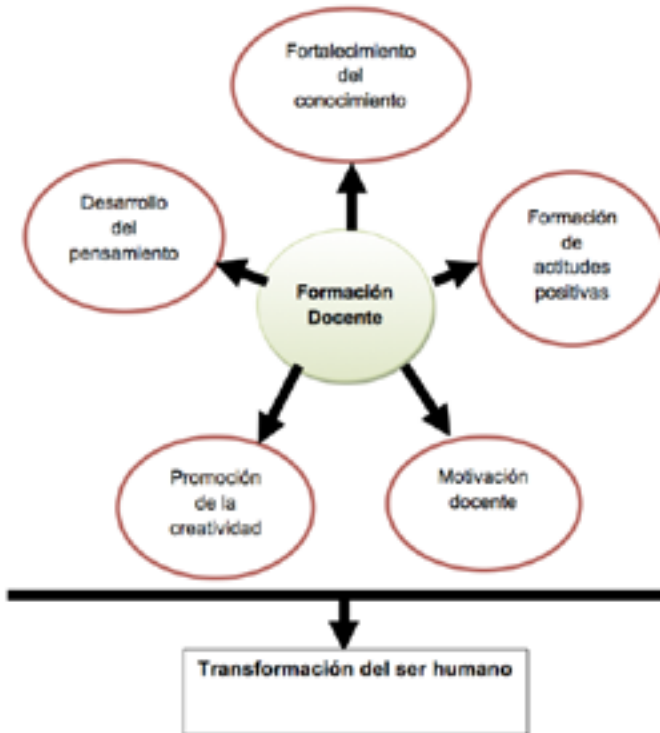 Fortalecimiento
del
conocimiento
Desarrollo
del
pensamiento
Formación
de
actitudes
positivas
Formación
Docente
Promoción
de la
creatividad
Motivación
docente
Transformación del ser humano